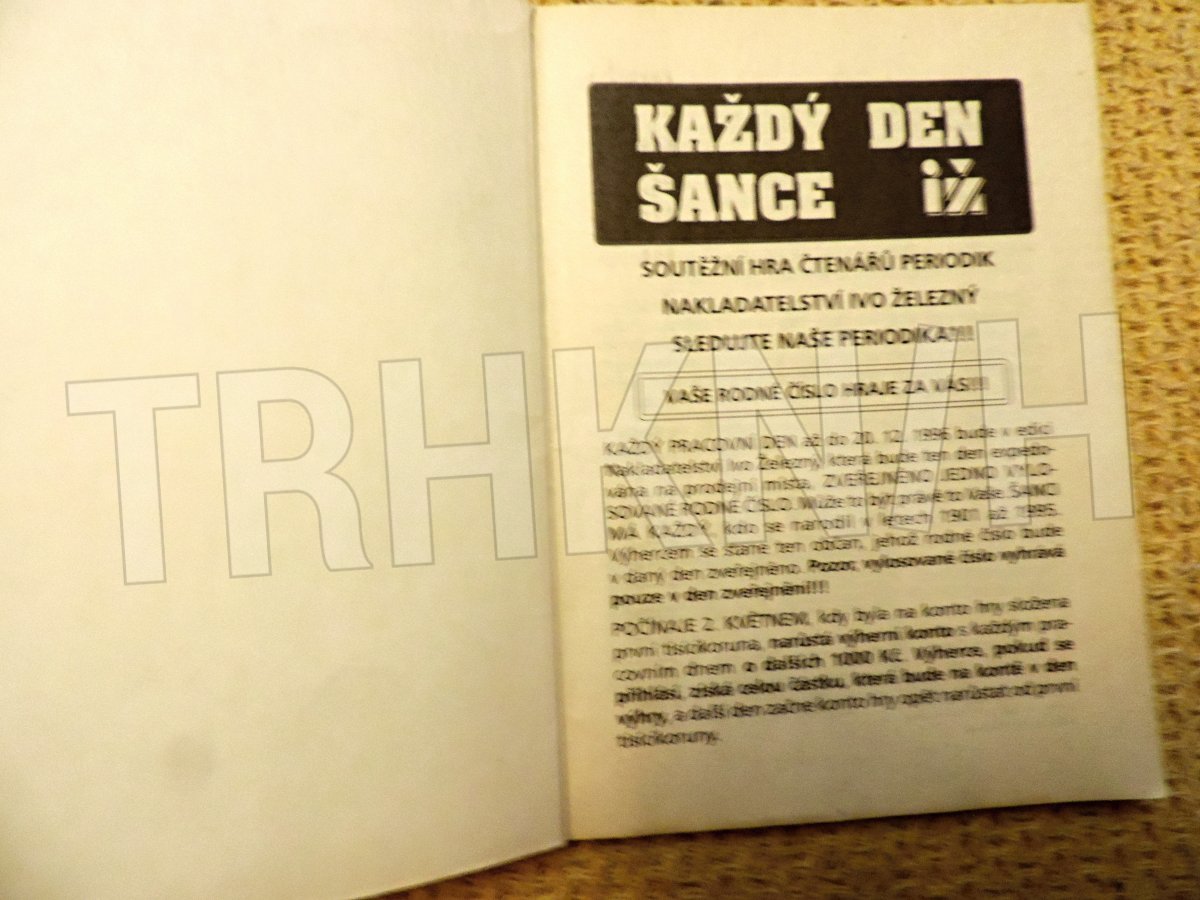 KAŽDÝ DEN
ŠANCE iž
SOUTĚŽNÍ HRA ČTENÁŘŮ PERIODIK
NAKLADATELSTVÍ IVO ŽELEZNÝ
SLEDUJTE NAŠE PERIODIKA!!!
VAŠE RODNÉ ČÍSLO HRAJE ZA VÁS!!!
KAŽDÝ PRACOVNÍ DEN až do 20. 12. 1996 bude v edici
Nakladatelství Ivo Železný, která bude ten den expedo-
vána na prodejní místa, ZVEŘEJNĚNO JEDNO VYLO-
SOVANÉ RODNÉ ČÍSLO. Může to být právě to Vaše. ŠANCI
MÁ KAŽDÝ, kdo se narodil v letech 1901 až 1995.
Výhercem se stane ten občan, jehož rodné číslo bude
v daný den zveřejněno. Pozor, vylosované číslo vyhrává
pouze v den zveřejnění!!!
POČÍNAJE 2. KVĚTNEM, kdy byla na konto hry složena
první tisícikoruna, narůstá výherní konto s každým pra-
covním dnem o dalších 1000 Kč. Výherce, pokud se
přihlásí, získá celou částku, která bude na kontě v den
výhry, a další den začne konto hry opět narůstat od první
tisícikoruny.
TRHKNIH